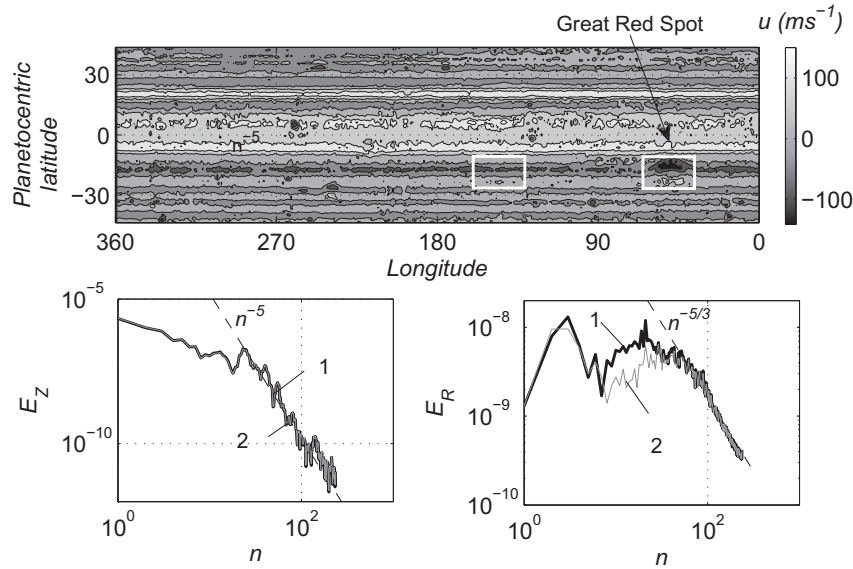 Great Red Spot
u (ms⁻¹)
Planetocentric
latitude
30
0
−30
n⁻⁵
100
0
−100
360
270
180
90
0
Longitude
10⁻⁵
n⁻⁵
1
E_Z
2
10⁻¹⁰
10⁰
10²
n
10⁻⁸
1
n⁻⁵/³
E_R
10⁻⁹
2
10⁻¹⁰
10⁰
10²
n